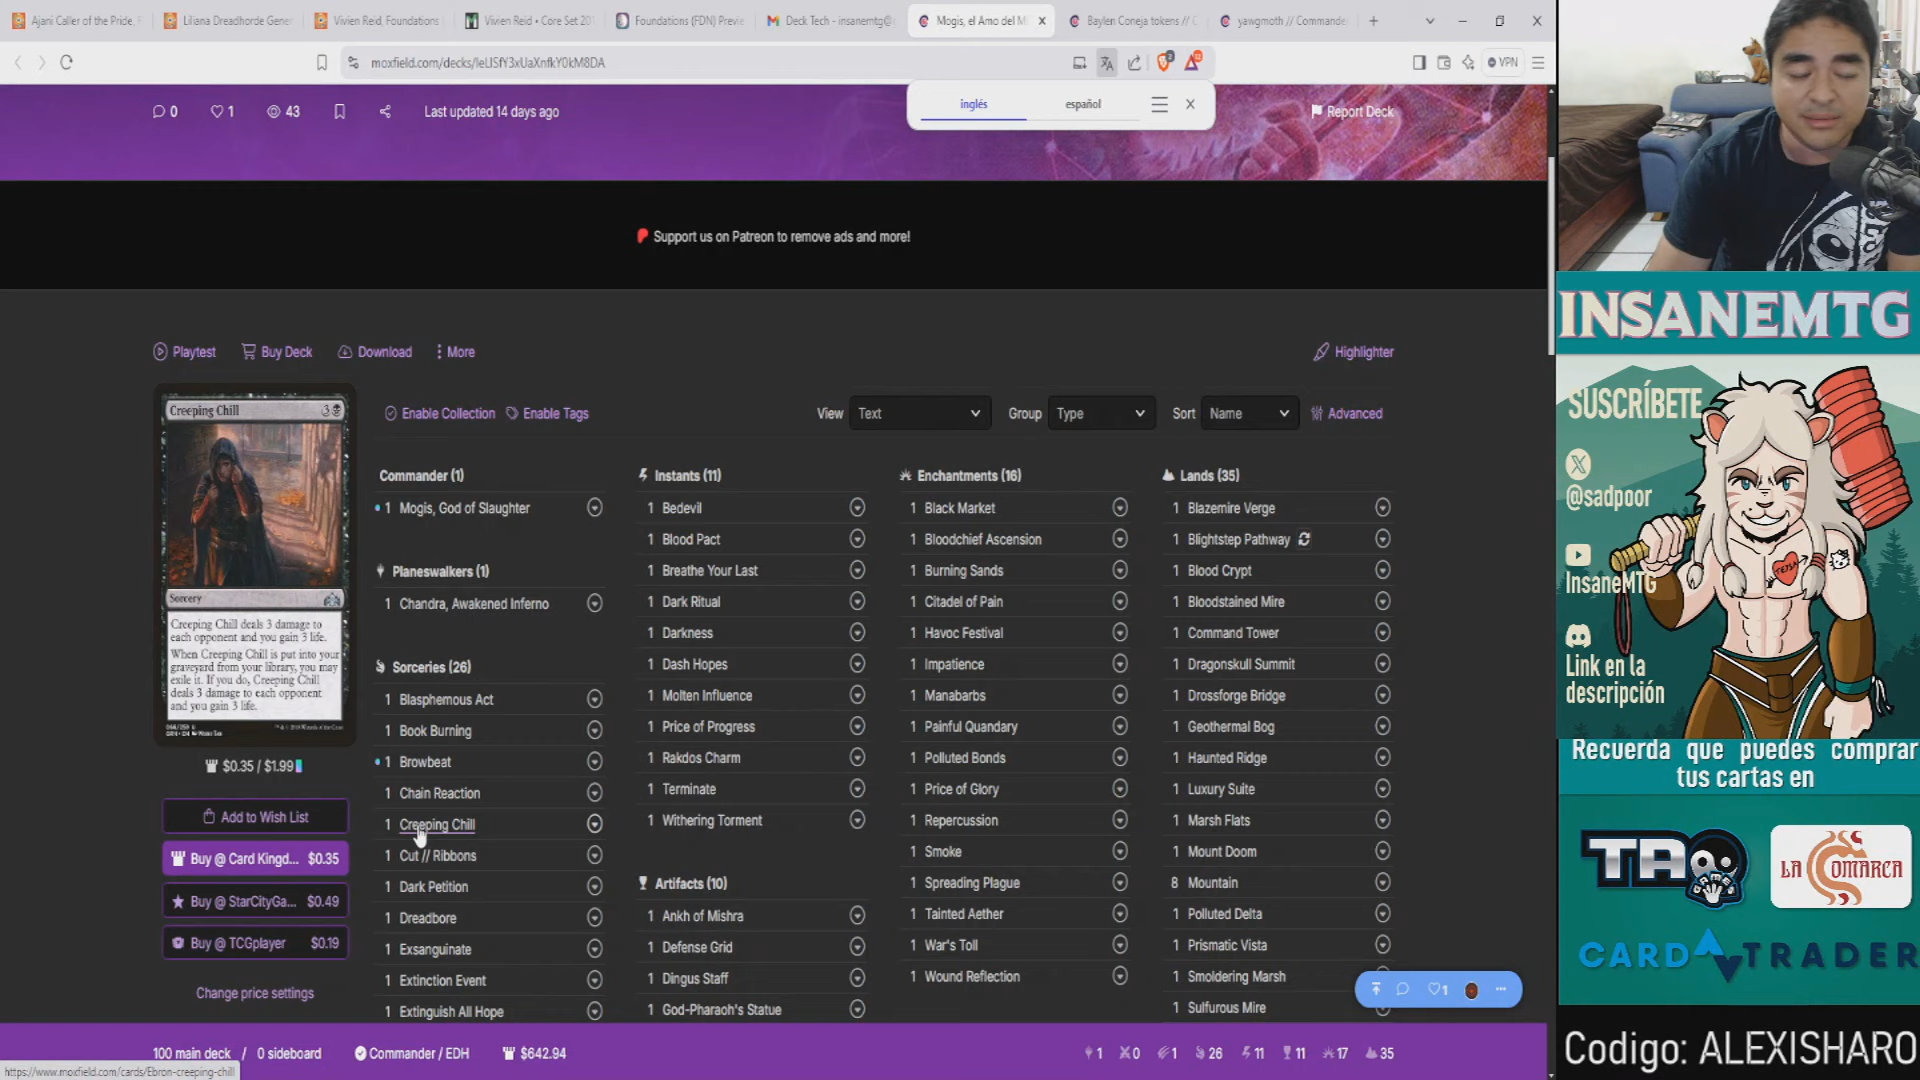 Ajani Caller of the Pride, F
Liliana Dreadhorde Gener
Vivien Reid, Foundations
Vivien Reid • Core Set 201
Foundations (FDN) Previe
Deck Tech - insanemtg@
Mogis, el Amo del M
Baylen Coneja tokens // C
yawgmoth // Commande
VPN
inglés
español
0
1
43
Last updated 14 days ago
Report Deck
Support us on Patreon to remove ads and more!
Playtest
Buy Deck
Download
More
Highlighter
Enable Collection
Enable Tags
View
Text
Group
Type
Sort
Name
Advanced
Creeping Chill
3
Sorcery
Creeping Chill deals 3 damage to
each opponent and you gain 3 life.
When Creeping Chill is put into your
graveyard from your library, you may
exile it. If you do, Creeping Chill
deals 3 damage to each opponent
and you gain 3 life.
$0.35 / $1.99
Add to Wish List
Buy @ Card Kingd... $0.35
Buy @ StarCityGa... $0.49
Buy @ TCGplayer $0.19
Change price settings
Commander (1)
1 Mogis, God of Slaughter
Planeswalkers (1)
1 Chandra, Awakened Inferno
Sorceries (26)
1 Blasphemous Act
1 Book Burning
1 Browbeat
1 Chain Reaction
1 Creeping Chill
1 Cut // Ribbons
1 Dark Petition
1 Dreadbore
1 Exsanguinate
1 Extinction Event
1 Extinguish All Hope
Instants (11)
1 Bedevil
1 Blood Pact
1 Breathe Your Last
1 Dark Ritual
1 Darkness
1 Dash Hopes
1 Molten Influence
1 Price of Progress
1 Rakdos Charm
1 Terminate
1 Withering Torment
Artifacts (10)
1 Ankh of Mishra
1 Defense Grid
1 Dingus Staff
1 God-Pharaoh's Statue
Enchantments (16)
1 Black Market
1 Bloodchief Ascension
1 Burning Sands
1 Citadel of Pain
1 Havoc Festival
1 Impatience
1 Manabarbs
1 Painful Quandary
1 Polluted Bonds
1 Price of Glory
1 Repercussion
1 Smoke
1 Spreading Plague
1 Tainted Aether
1 War's Toll
1 Wound Reflection
Lands (35)
1 Blazemire Verge
1 Blightstep Pathway
1 Blood Crypt
1 Bloodstained Mire
1 Command Tower
1 Dragonskull Summit
1 Drossforge Bridge
1 Geothermal Bog
1 Haunted Ridge
1 Luxury Suite
1 Marsh Flats
1 Mount Doom
8 Mountain
1 Polluted Delta
1 Prismatic Vista
1 Smoldering Marsh
1 Sulfurous Mire
1
100 main deck / 0 sideboard
Commander / EDH
$642.94
1
0
1
26
11
11
17
35
https://www.moxfield.com/cards/Ebron-creeping-chill
INSANEMTG
SUSCRÍBETE
@sadpoor
InsaneMTG
Link en la
descripción
Recuerda que puedes comprar
tus cartas en
TAO
GAMES
LA COMARCA
CARD TRADER
Codigo: ALEXISHARO